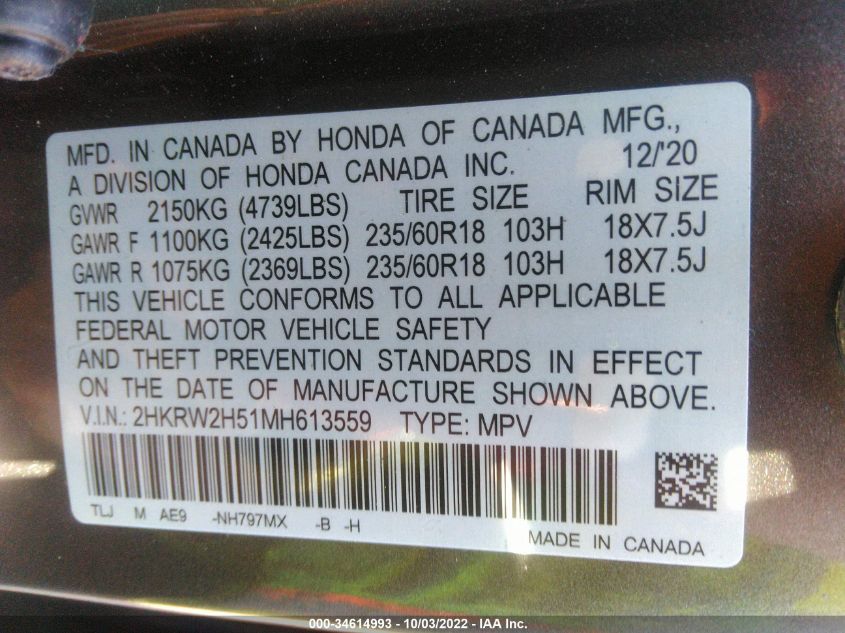 MFD. IN CANADA BY HONDA OF CANADA MFG.,
A DIVISION OF HONDA CANADA INC. 12/'20
GVWR 2150KG (4739LBS) TIRE SIZE RIM SIZE
GAWR F 1100KG (2425LBS) 235/60R18 103H 18X7.5J
GAWR R 1075KG (2369LBS) 235/60R18 103H 18X7.5J
THIS VEHICLE CONFORMS TO ALL APPLICABLE
FEDERAL MOTOR VEHICLE SAFETY
AND THEFT PREVENTION STANDARDS IN EFFECT
ON THE DATE OF MANUFACTURE SHOWN ABOVE.
V.I.N.: 2HKRW2H51MH613559 TYPE: MPV
TLJ M AE9 -NH797MX -B -H
MADE IN CANADA
000-34614993 - 10/03/2022 - IAA Inc.